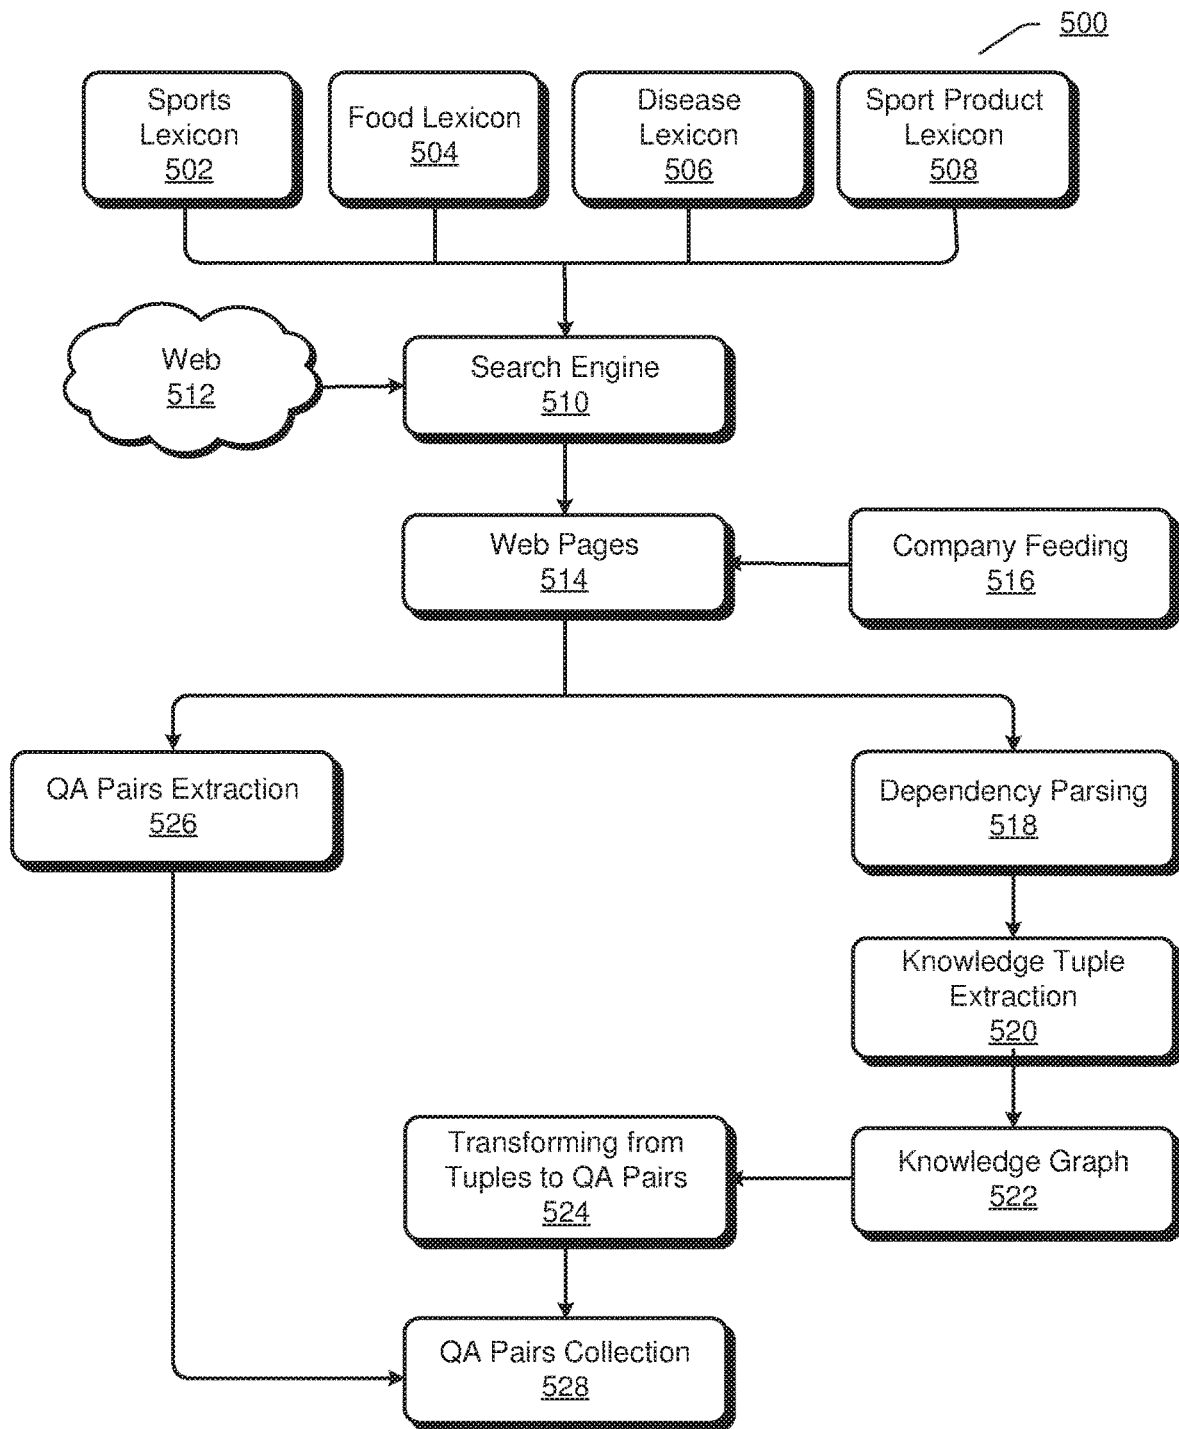 500
Sports
Lexicon
502
Food Lexicon
504
Disease
Lexicon
506
Sport Product
Lexicon
508
Web
512
Search Engine
510
Web Pages
514
Company Feeding
516
QA Pairs Extraction
526
Dependency Parsing
518
Knowledge Tuple
Extraction
520
Transforming from
Tuples to QA Pairs
524
Knowledge Graph
522
QA Pairs Collection
528